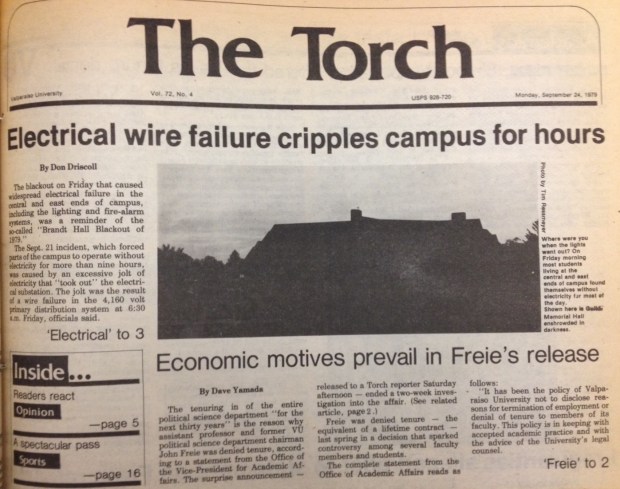 The Torch
Valparaiso University
Vol. 72, No. 4
USPS 926-720
Monday, September 24, 1979
Electrical wire failure cripples campus for hours
By Don Driscoll
The blackout on Friday that caused
widespread electrical failure in the
central and east ends of campus,
including the lighting and fire-alarm
systems, was a reminder of the
so-called "Brandt Hall Blackout of
1978."
The Sept. 21 incident, which forced
parts of the campus to operate without
electricity for more than nine hours,
was caused by an excessive jolt of
electricity that "took out" the electri-
cal substation. The jolt was the result
of a wire failure in the 4,160 volt
primary distribution system at 6:30
a.m. Friday, officials said.
'Electrical' to 3
Photo by Tim
Where were you
when the lights
went out? On
Friday morning
most students
living at the
central and east
ends of campus found
themselves without
electricity for most of
the day.
Shown here is Guild-
Memorial Hall
enshrouded in
darkness.
Inside...
Readers react
Opinion
—page 5
A spectacular pass
Sports
—page 16
Economic motives prevail in Freie's release
By Dave Yamada
The tenuring in of the entire
political science department "for the
next thirty years" is the reason why
assistant professor and former VU
political science department chairman
John Freie was denied tenure, accord-
ing to a statement from the Office of
the Vice-President for Academic Af-
fairs. The surprise announcement —
released to a Torch reporter Saturday
afternoon — ended a two-week inves-
tigation into the affair. (See related
article, page 2.)
Freie was denied tenure — the
equivalent of a lifetime contract —
last spring in a decision that sparked
controversy among several faculty
members and students.
The complete statement from the
Office of Academic Affairs reads as
follows:
"It has been the policy of Valpa-
raiso University not to disclose rea-
sons for termination of employment or
denial of tenure to members of its
faculty. This policy is in keeping with
accepted academic practice and with
the advice of the University's legal
counsel.
'Freie' to 2